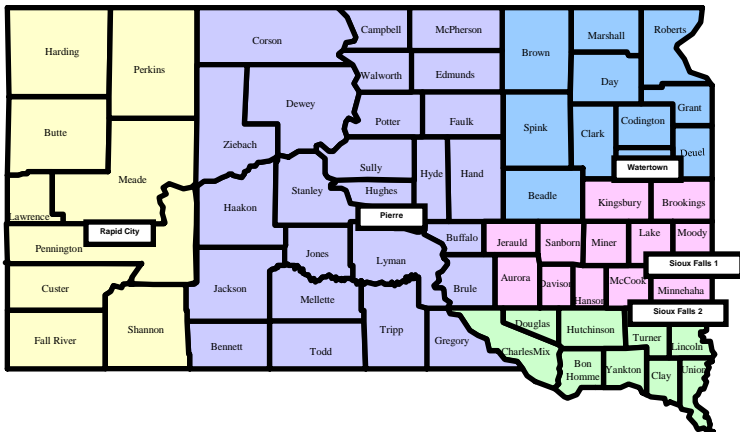 Harding
Perkins
Corson
Campbell
McPherson
Brown
Marshall
Roberts
Walworth
Edmunds
Day
Dewey
Butte
Potter
Faulk
Spink
Clark
Codington
Grant
Ziebach
Meade
Sully
Hyde
Hand
Deuel
Watertown
Stanley
Hughes
Beadle
Kingsbury
Brookings
Haakon
Lawrence
Rapid City
Pierre
Pennington
Buffalo
Jerauld
Sanborn
Miner
Lake
Moody
Jones
Lyman
Sioux Falls 1
Custer
Jackson
Mellette
Brule
Aurora
Davison
Hanson
McCook
Minnehaha
Sioux Falls 2
Fall River
Shannon
Bennett
Todd
Tripp
Gregory
Douglas
Hutchinson
Turner
Lincoln
CharlesMix
Bon
Homme
Yankton
Clay
Union